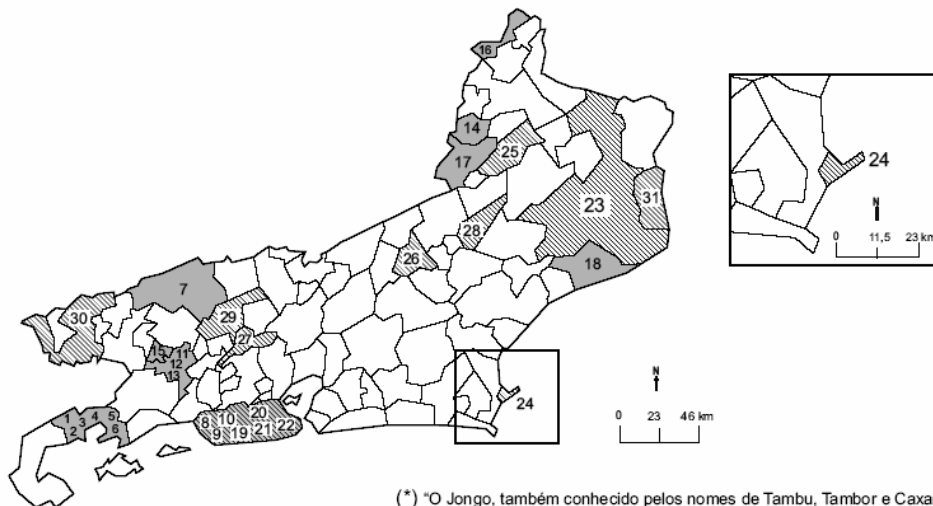 16
14
17
25
23
31
28
26
18
7
30
29
27
15 11
12
13
1 4 5
2 3 6
8 10 20
9 19 21 22
24
N
0 23 46 km
24
N
0 11,5 23 km
(*) "O Jongo, também conhecido pelos nomes de Tambu, Tambor e Caxa